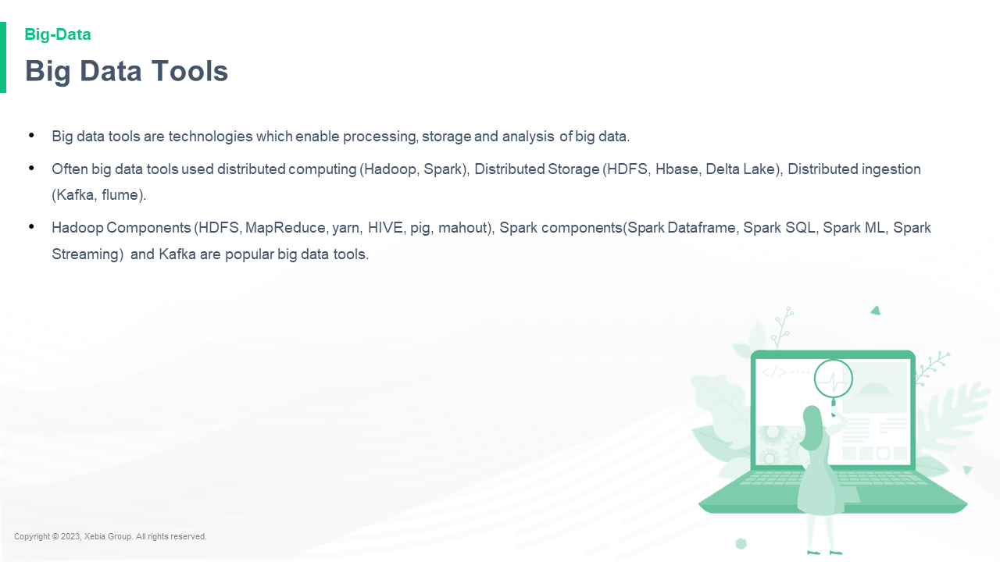 Big-Data
Big Data Tools
• Big data tools are technologies which enable processing, storage and analysis of big data.
• Often big data tools used distributed computing (Hadoop, Spark), Distributed Storage (HDFS, Hbase, Delta Lake), Distributed ingestion
(Kafka, flume).
• Hadoop Components (HDFS, MapReduce, yarn, HIVE, pig, mahout), Spark components(Spark Dataframe, Spark SQL, Spark ML, Spark
Streaming) and Kafka are popular big data tools.
</>
Copyright © 2023, Xebia Group. All rights reserved.